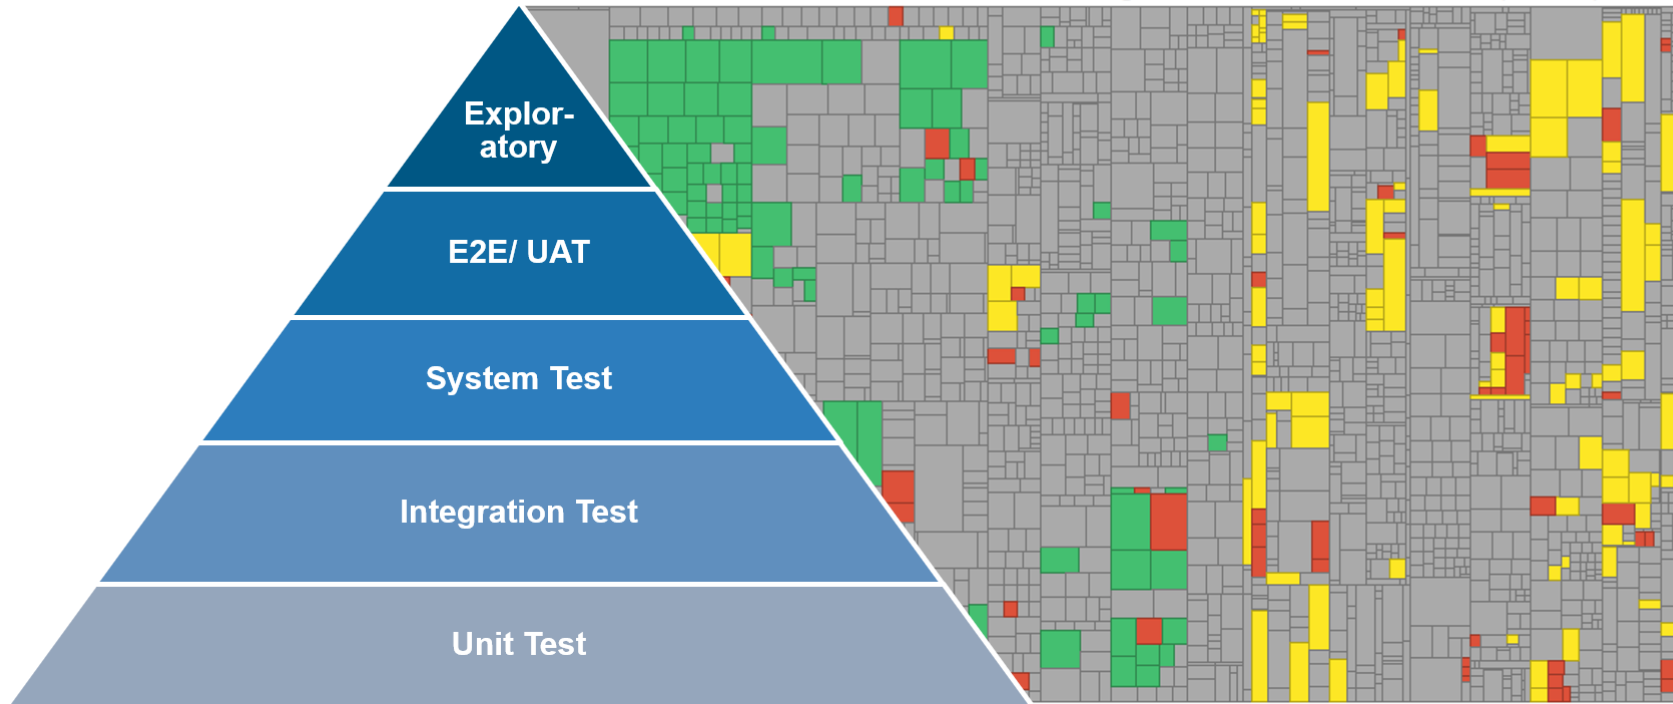 Explor-
atory
E2E/ UAT
System Test
Integration Test
Unit Test